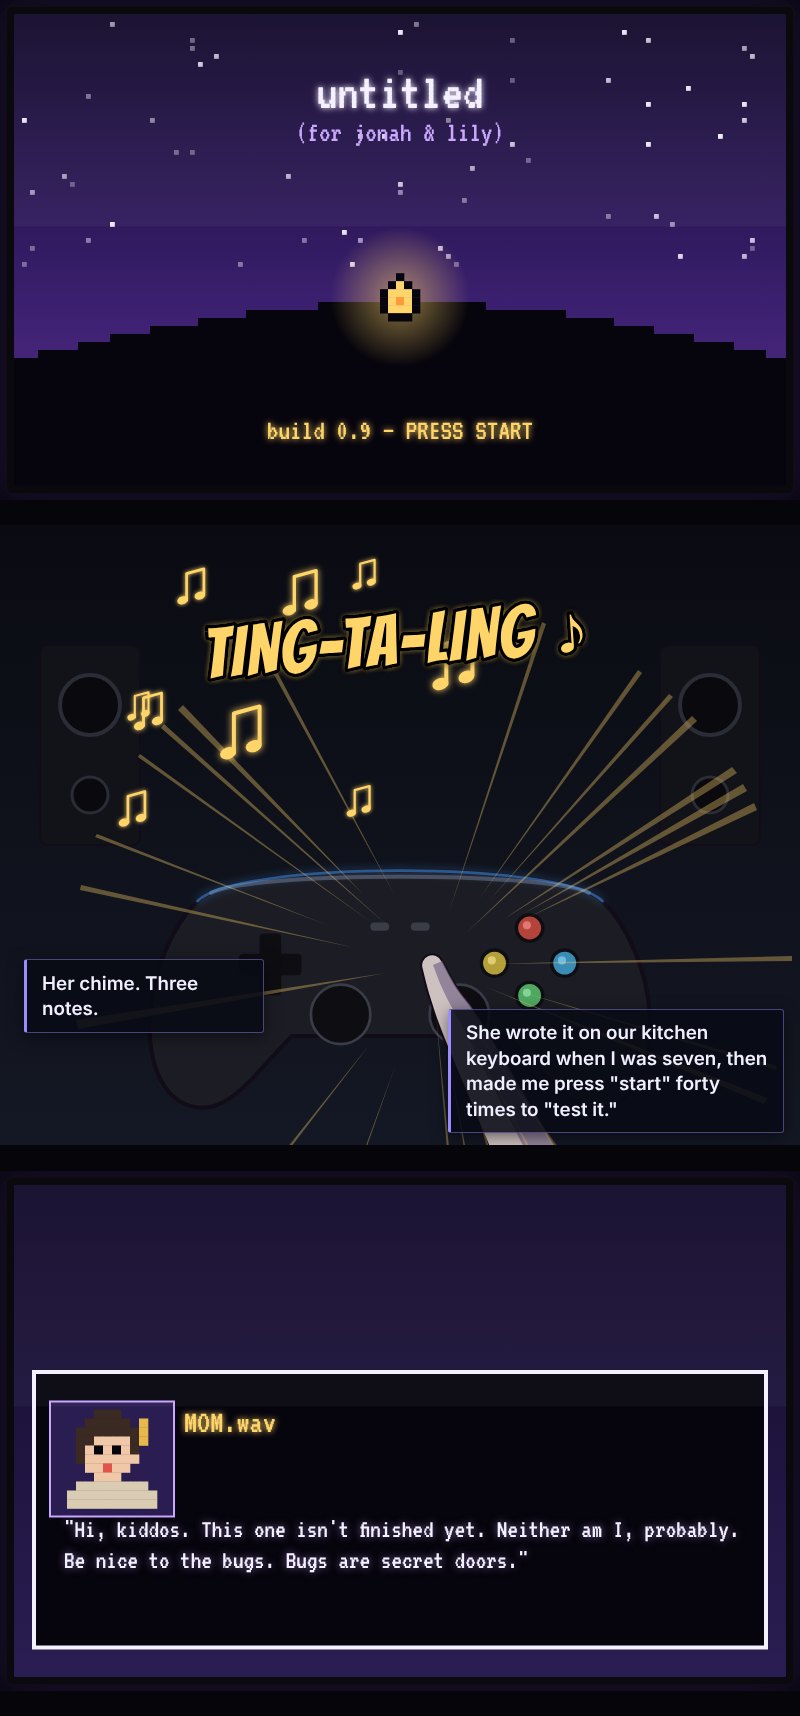 untitled
(for jonah & lily)
build 0.9 - PRESS START
TING-TA-LING ♪
Her chime. Three
notes.
She wrote it on our kitchen
keyboard when I was seven, then
made me press "start" forty
times to "test it."
MOM.wav
"Hi, kiddos. This one isn't finished yet. Neither am I, probably.
Be nice to the bugs. Bugs are secret doors."